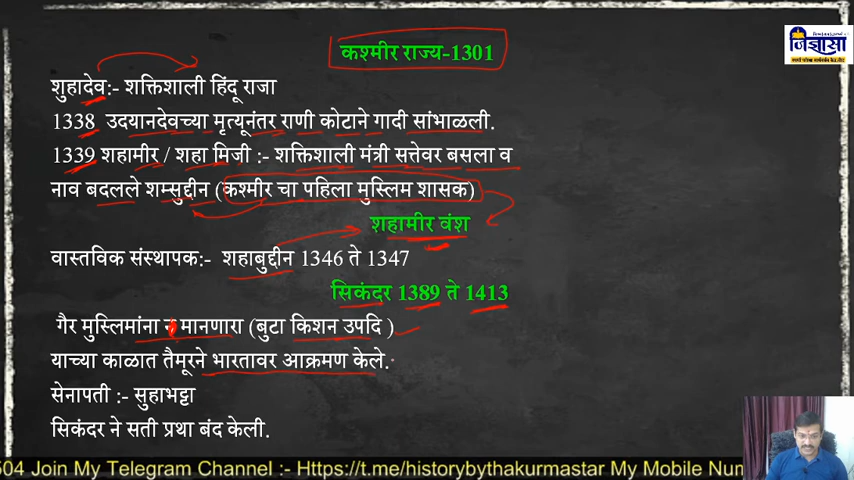 कश्मीर राज्य-1301
जिज्ञासा
शुहादेव:- शक्तिशाली हिंदू राजा
1338 उदयानदेवच्या मृत्यूनंतर राणी कोटाने गादी सांभाळली.
1339 शहामीर / शहा मिर्जी :- शक्तिशाली मंत्री सत्तेवर बसला व
नाव बदलले शम्सुद्दीन (कश्मीर चा पहिला मुस्लिम शासक)
शहामीर वंश
वास्तविक संस्थापक:- शहाबुद्दीन 1346 ते 1347
सिकंदर 1389 ते 1413
गैर मुस्लिमांना न मानणारा (बुटा किशन उपदि )
याच्या काळात तैमूरने भारतावर आक्रमण केले.
सेनापती :- सुहाभट्टा
सिकंदर ने सती प्रथा बंद केली.
504 Join My Telegram Channel :- Https://t.me/historybythakurmastar My Mobile Num